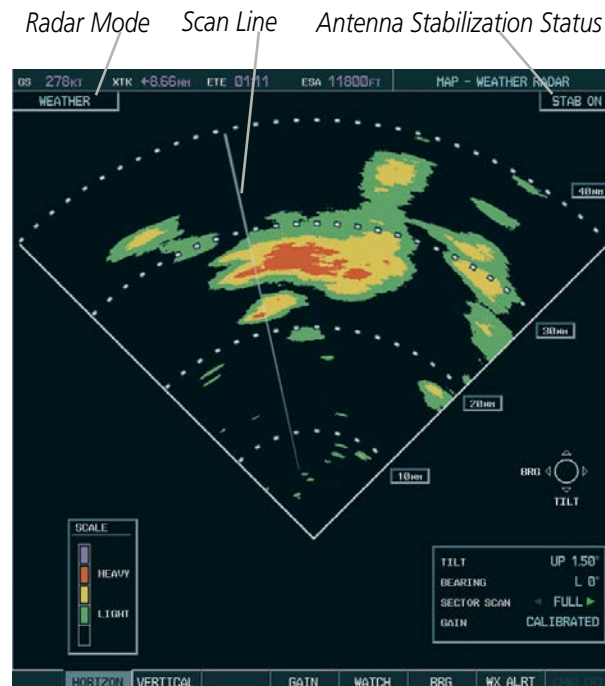 Radar Mode Scan Line Antenna Stabilization Status
GS 278KT XTK ←8.66NM ETE 01:11 ESA 11800FT MAP - WEATHER RADAR
WEATHER STAB ON
40NM
30NM
20NM
10NM
BRG
TILT
SCALE
HEAVY
LIGHT
TILT UP 1.50°
BEARING L 0°
SECTOR SCAN ◄ FULL ►
GAIN CALIBRATED
HORIZON VERTICAL GAIN WATCH BRG WX ALRT CHKLIST